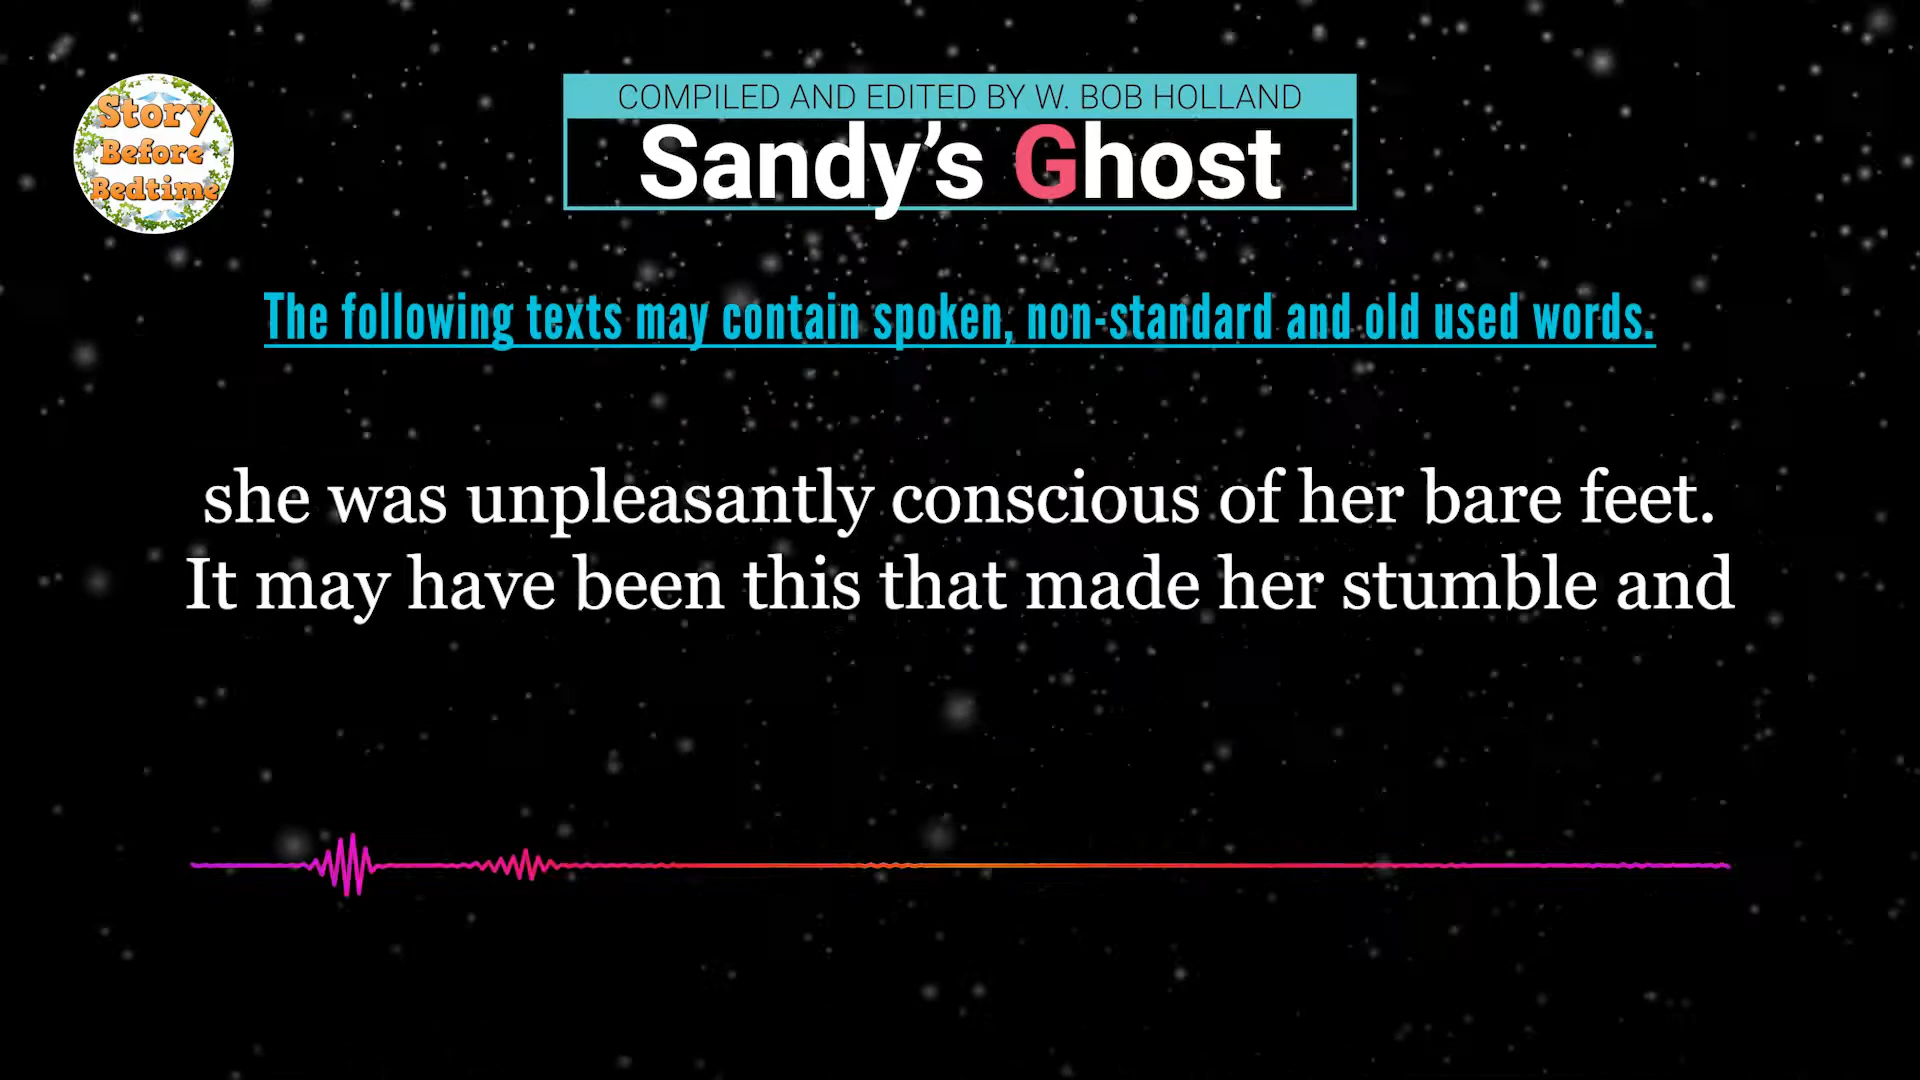 Story
Before
Bedtime
COMPILED AND EDITED BY W. BOB HOLLAND
Sandy’s Ghost
The following texts may contain spoken, non-standard and old used words.
she was unpleasantly conscious of her bare feet.
It may have been this that made her stumble and